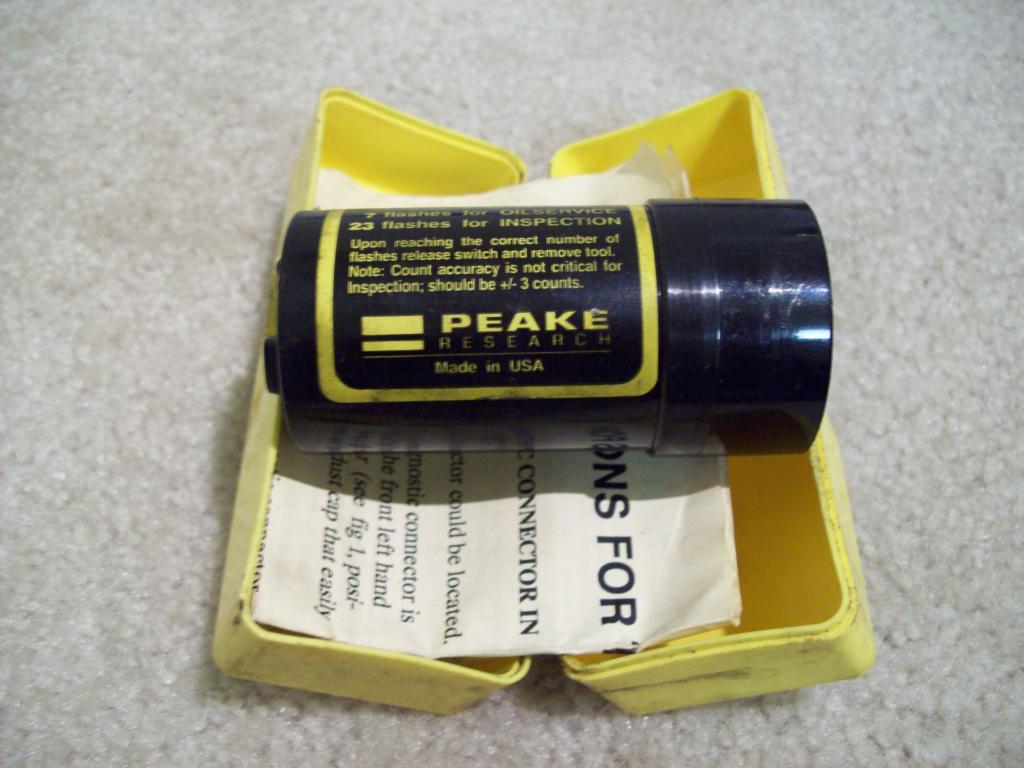 7 flashes for OILSERVICE
23 flashes for INSPECTION
Upon reaching the correct number of
flashes release switch and remove tool.
Note: Count accuracy is not critical for
Inspection; should be +/- 3 counts.
PEAKE
RESEARCH
Made in USA
ONS FOR
C CONNECTOR IN
ctor could be located.
gnostic connector is
the front left hand
(see fig 1, posi-
dust cap that easily